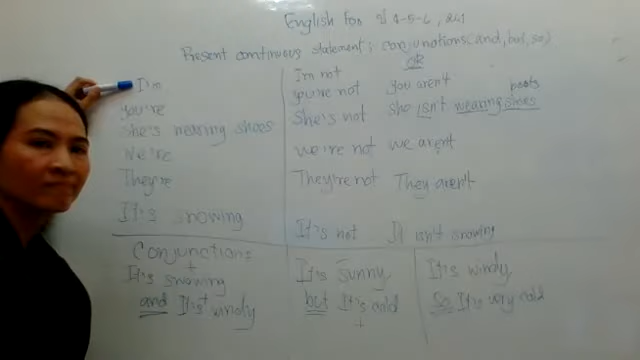 English for ប 4-5-6, 241
Present continuous statement; conjunctions (and, but, so)
OR
I'm
you're
she's wearing shoes
We're
They're
It's snowing
I'm not
you're not you aren't
boots
She's not she isn't wearing shoes
We're not we aren't
They're not They aren't
It's not It isn't snowing
Conjunctions
+
It's snowing
and It's windy
+
It's sunny
but It's cold
+
It's windy
so It's very cold